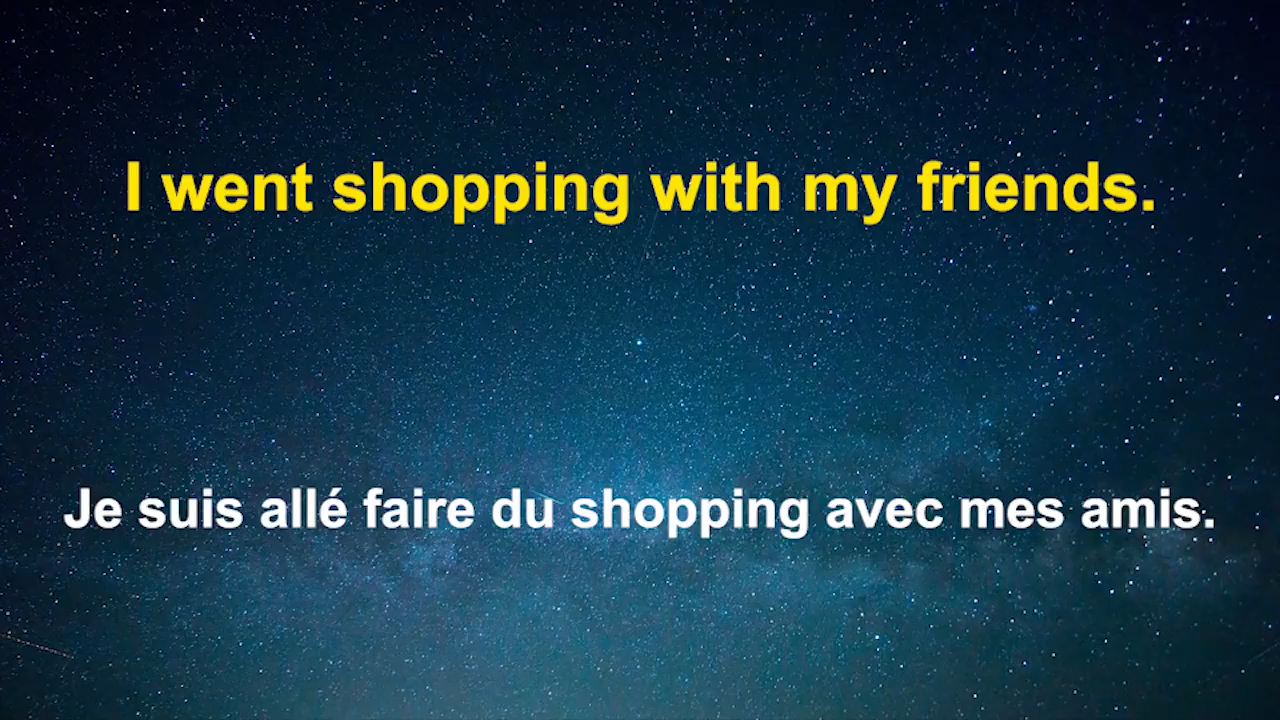 I went shopping with my friends.
Je suis allé faire du shopping avec mes amis.